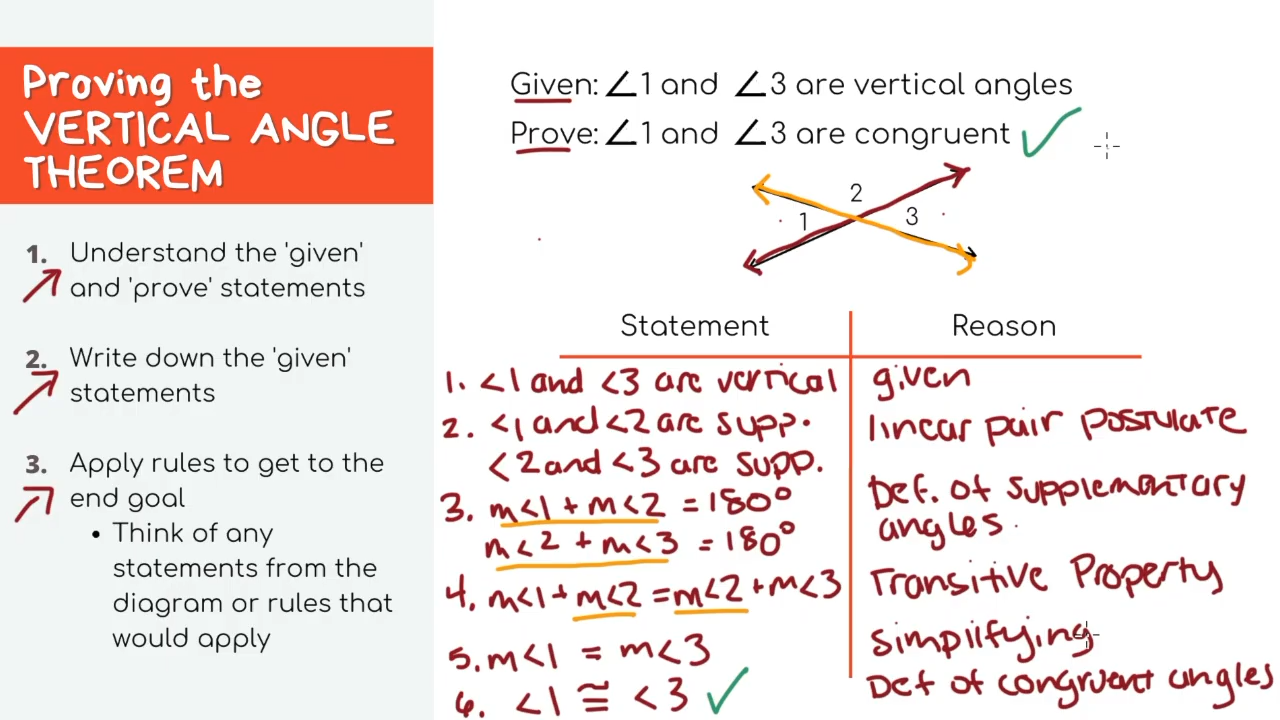 Proving the
VERTICAL ANGLE
THEOREM
1. Understand the 'given'
and 'prove' statements
2. Write down the 'given'
statements
3. Apply rules to get to the
end goal
• Think of any
statements from the
diagram or rules that
would apply
Given: ∠1 and ∠3 are vertical angles
Prove: ∠1 and ∠3 are congruent
2
1 3
Statement Reason
1. <1 and <3 are vertical given
2. <1 and <2 are supp. linear pair postulate
<2 and <3 are supp.
3. m<1 + m<2 = 180° Def. of supplementary
m<2 + m<3 = 180° angles.
4. m<1 + m<2 = m<2 + m<3 Transitive Property
5. m<1 = m<3 simplifying
6. <1 ≅ <3 Def of congruent angles